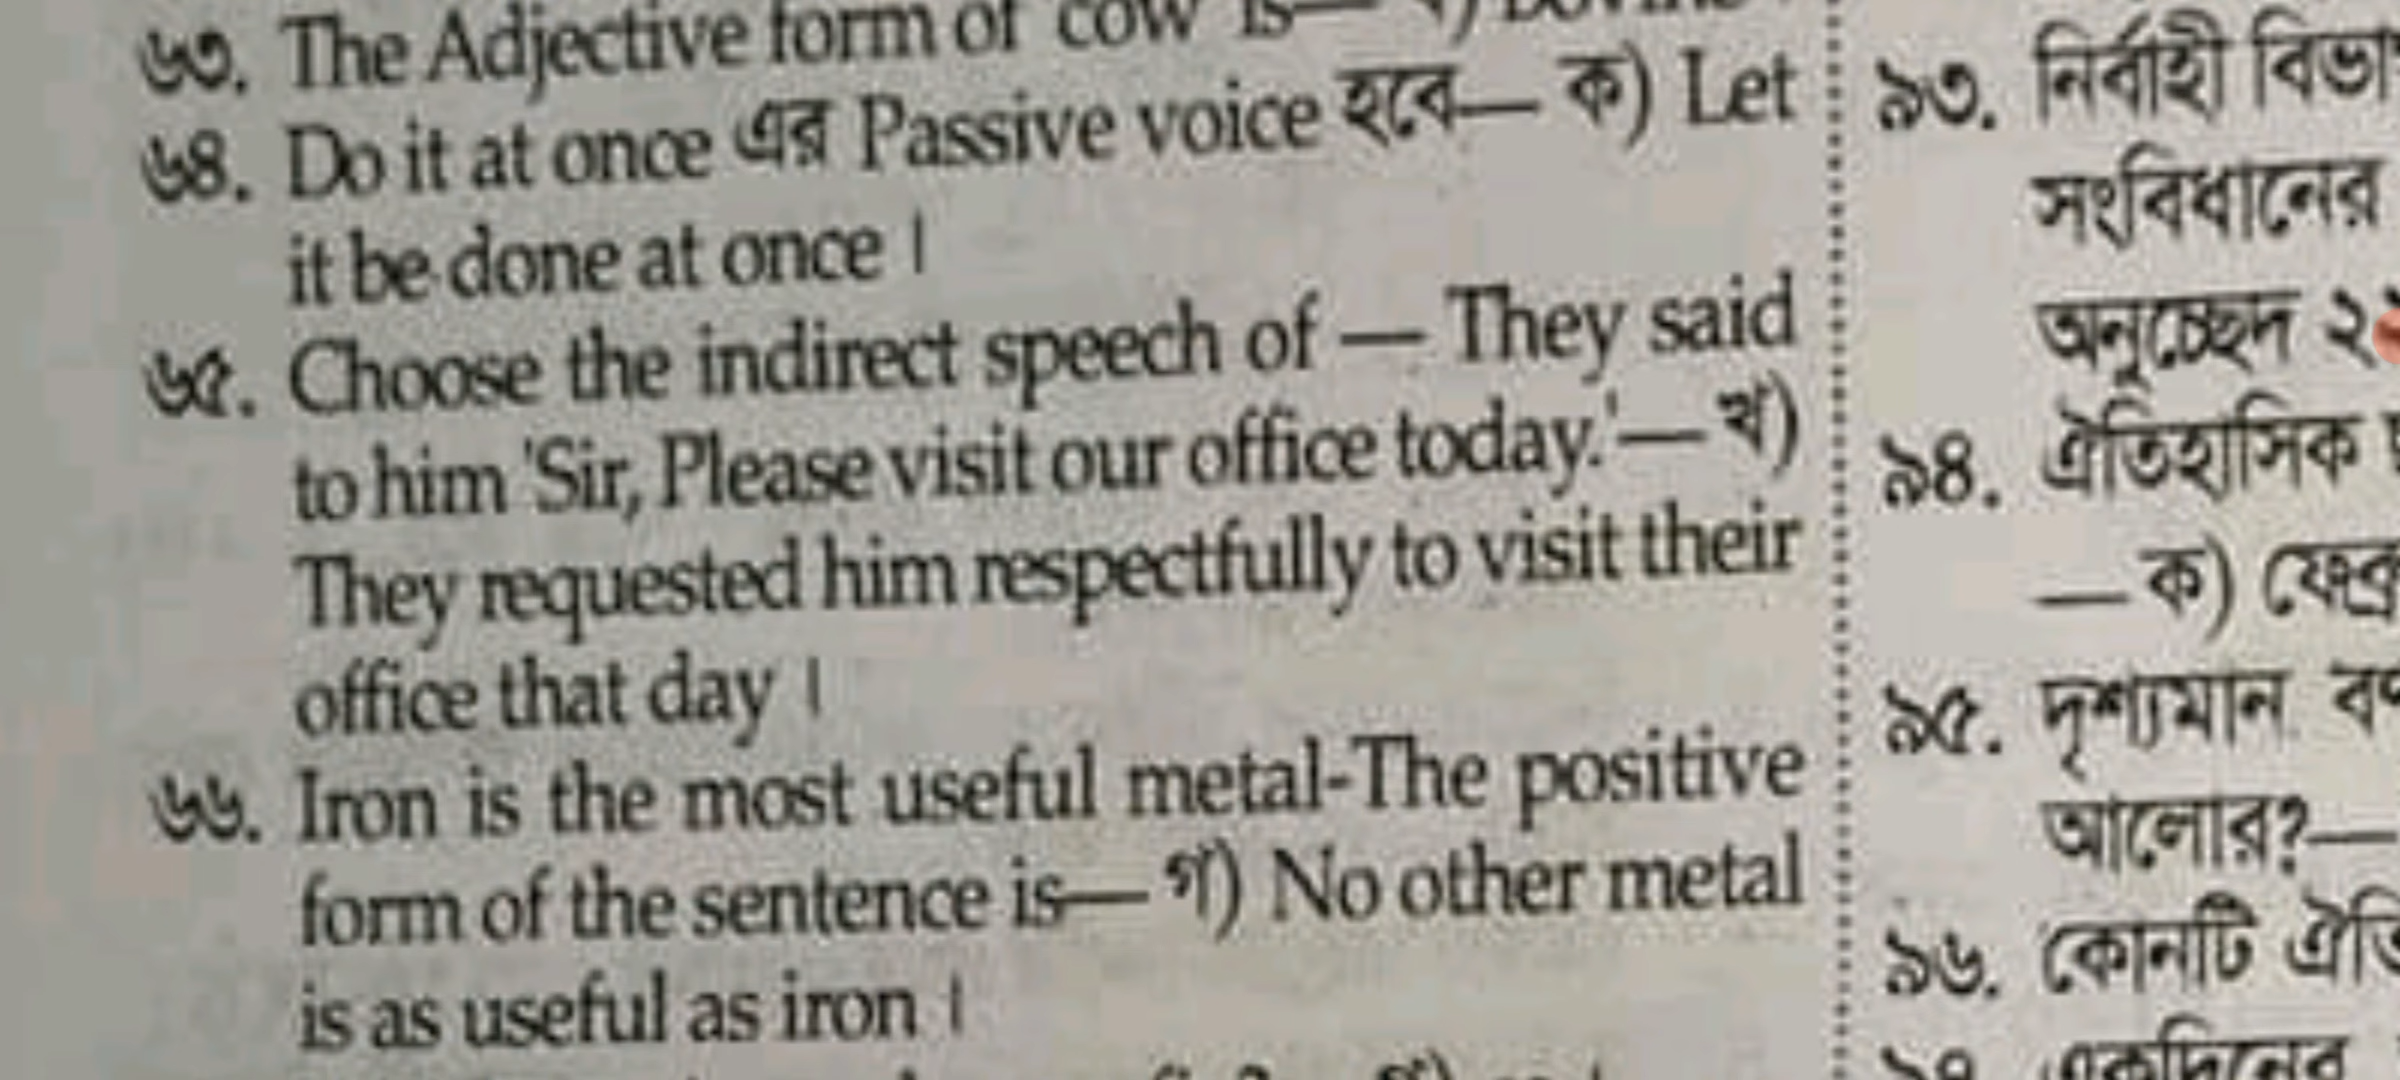 ৬৩. The Adjective form of cow is—
৬৪. Do it at once এর Passive voice হবে— ক) Let
it be done at once ।
৬৫. Choose the indirect speech of — They said
to him 'Sir, Please visit our office today.'— খ)
They requested him respectfully to visit their
office that day ।
৬৬. Iron is the most useful metal-The positive
form of the sentence is— গ) No other metal
is as useful as iron ।
৯৩. নির্বাহী
সংবিধানের
অনুচ্ছেদ
৯৪. ঐতিহাসিক
— ক)
৯৫. দৃশ্যমান
আলোর?—
৯৬. কোনটি
একদিনের